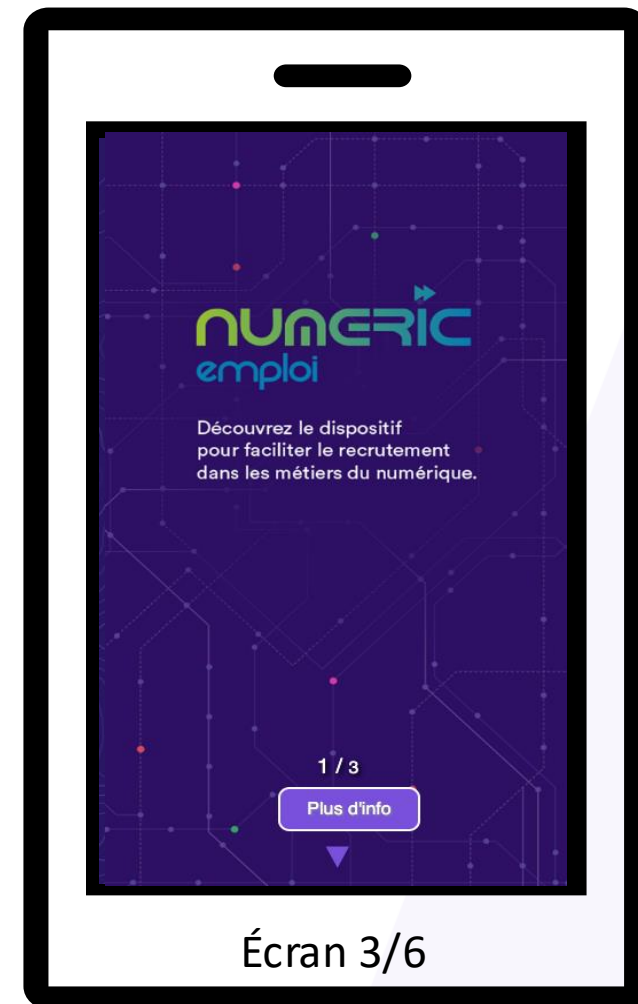 numeric
emploi
Découvrez le dispositif
pour faciliter le recrutement
dans les métiers du numérique.
1 / 3
Plus d'info
Écran 3/6